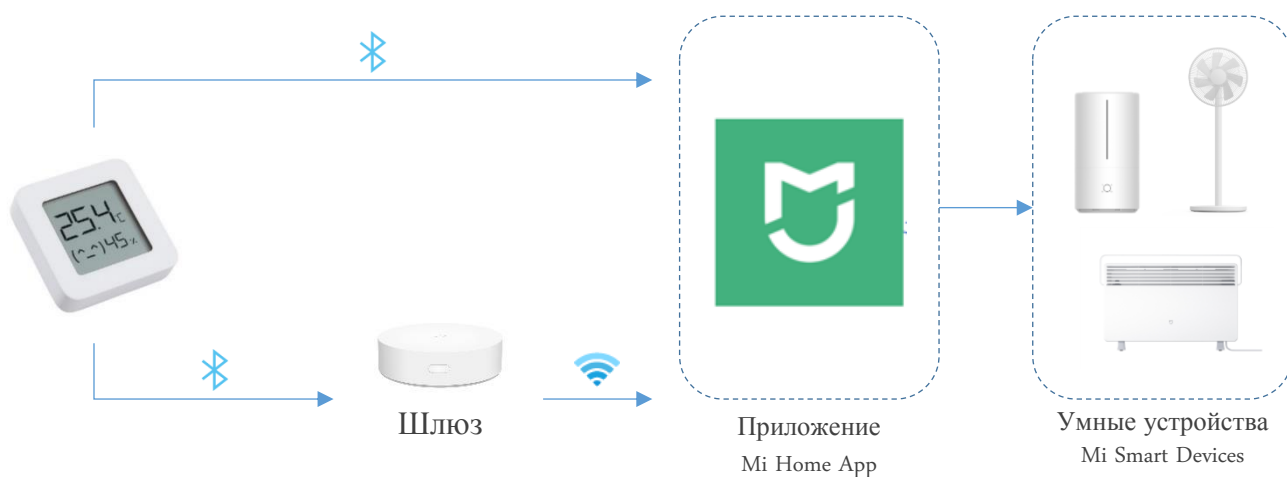 25.4°C
(^_^)45%
Шлюз
Приложение
Mi Home App
Умные устройства
Mi Smart Devices